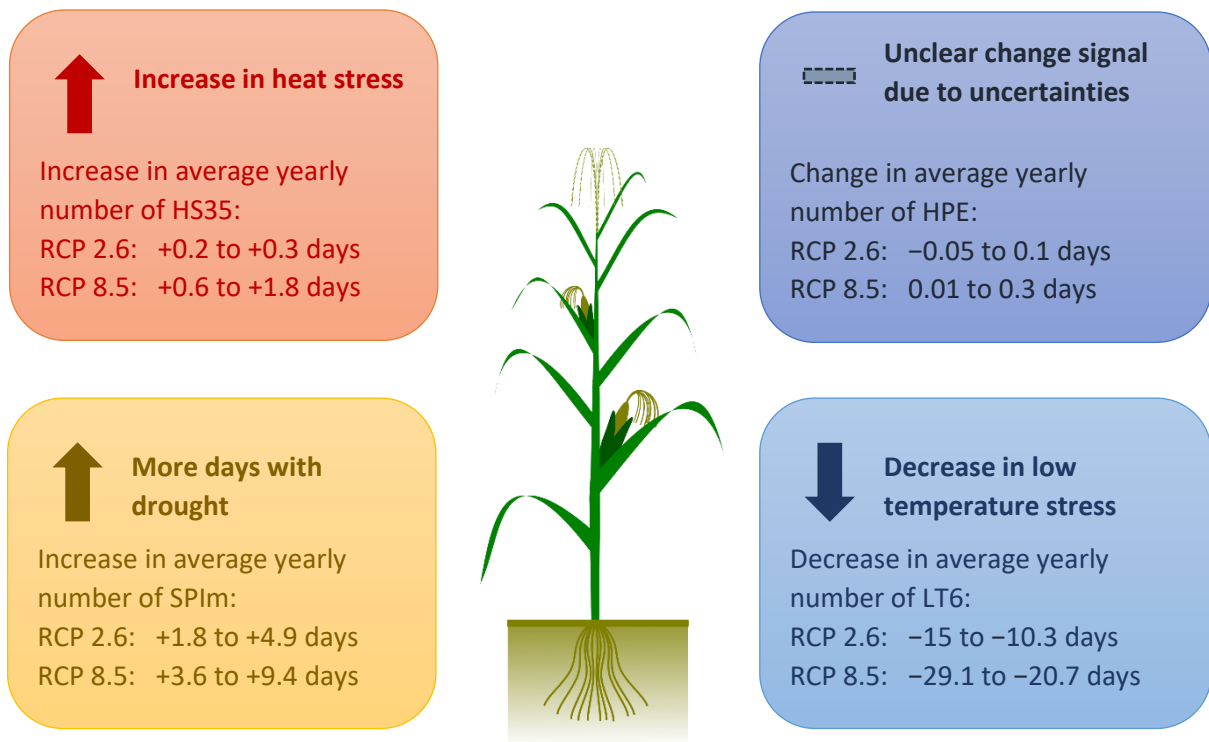 Increase in heat stress
Increase in average yearly
number of HS35:
RCP 2.6: +0.2 to +0.3 days
RCP 8.5: +0.6 to +1.8 days
Unclear change signal
due to uncertainties
Change in average yearly
number of HPE:
RCP 2.6: −0.05 to 0.1 days
RCP 8.5: 0.01 to 0.3 days
More days with
drought
Increase in average yearly
number of SPIm:
RCP 2.6: +1.8 to +4.9 days
RCP 8.5: +3.6 to +9.4 days
Decrease in low
temperature stress
Decrease in average yearly
number of LT6:
RCP 2.6: −15 to −10.3 days
RCP 8.5: −29.1 to −20.7 days